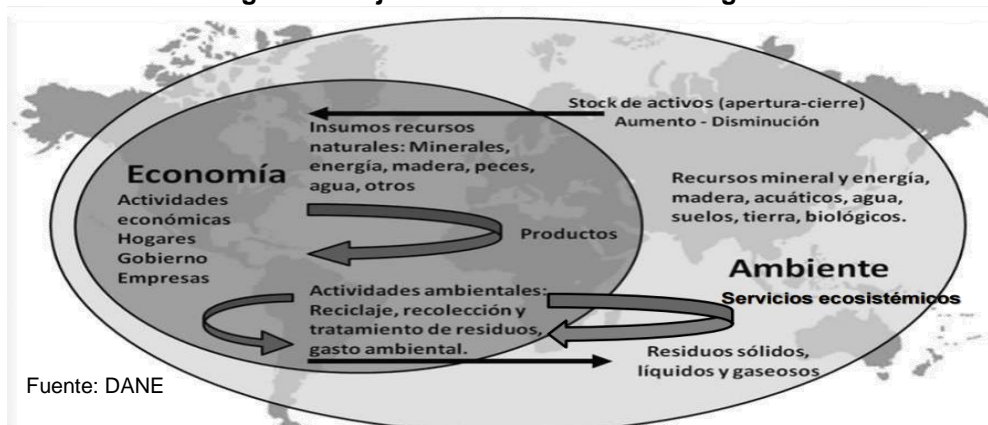 Stock de activos (apertura-cierre)
Aumento - Disminución
Insumos recursos
naturales: Minerales,
energía, madera, peces,
agua, otros
Economía
Actividades
económicas
Hogares
Gobierno
Empresas
Recursos mineral y energía,
madera, acuáticos, agua,
suelos, tierra, biológicos.
Productos
Ambiente
Servicios ecosistémicos
Actividades ambientales:
Reciclaje, recolección y
tratamiento de residuos,
gasto ambiental.
Residuos sólidos,
líquidos y gaseosos
Fuente: DANE